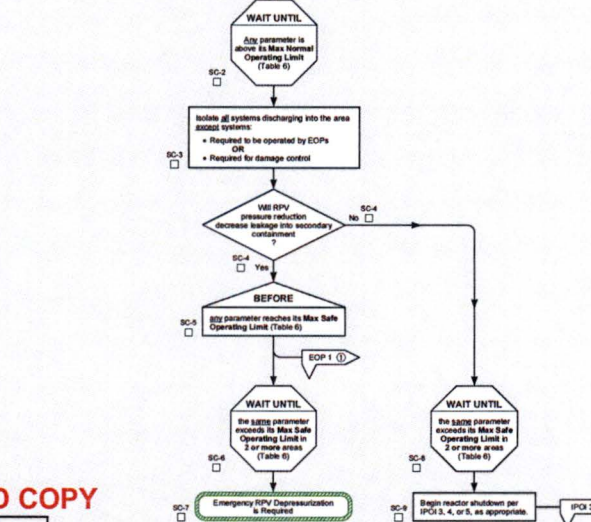 WAIT UNTIL
Any parameter is
above its Max Normal
Operating Limit
(Table 6)
SC-2
Isolate all systems discharging into the area
except systems:
• Required to be operated by EOPs
OR
• Required for damage control
SC-3
Will RPV
pressure reduction
decrease leakage into secondary
containment
?
No
SC-4
SC-4
Yes
BEFORE
any parameter reaches its Max Safe
Operating Limit (Table 6)
SC-5
EOP 1 ①
WAIT UNTIL
the same parameter
exceeds its Max Safe
Operating Limit in
2 or more areas
(Table 6)
SC-6
WAIT UNTIL
the same parameter
exceeds its Max Safe
Operating Limit in
2 or more areas
(Table 6)
SC-8
COPY
SC-7
Emergency RPV Depressurization
is Required
SC-9
Begin reactor shutdown per
IPOI 3, 4, or 5, as appropriate.
IPOI